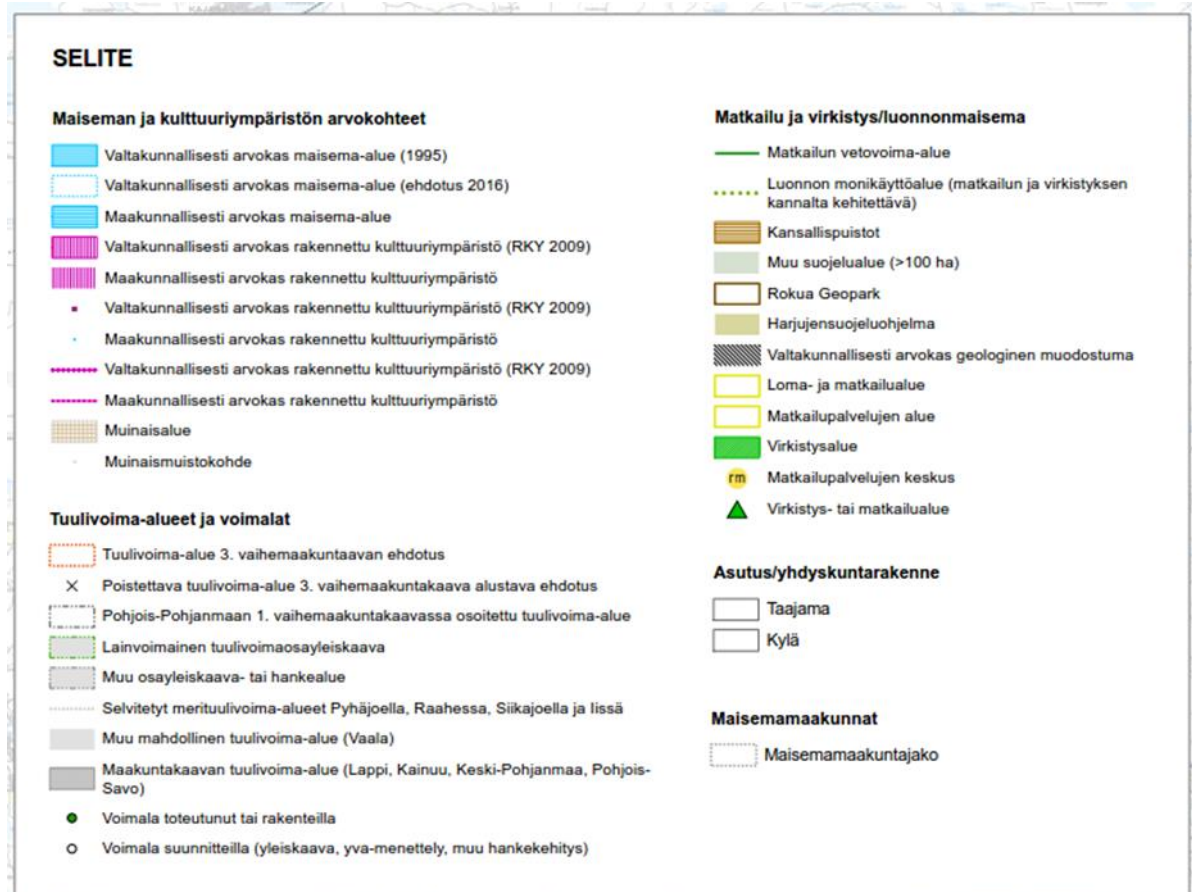 SELITE
Maiseman ja kulttuuriympäristön arvokohteet
Valtakunnallisesti arvokas maisema-alue (1995)
Valtakunnallisesti arvokas maisema-alue (ehdotus 2016)
Maakunnallisesti arvokas maisema-alue
Valtakunnallisesti arvokas rakennettu kulttuuriympäristö (RKY 2009)
Maakunnallisesti arvokas rakennettu kulttuuriympäristö
Valtakunnallisesti arvokas rakennettu kulttuuriympäristö (RKY 2009)
Maakunnallisesti arvokas rakennettu kulttuuriympäristö
Valtakunnallisesti arvokas rakennettu kulttuuriympäristö (RKY 2009)
Maakunnallisesti arvokas rakennettu kulttuuriympäristö
Muinaisalue
Muinaismuistokohde
Tuulivoima-alueet ja voimalat
Tuulivoima-alue 3. vaihemaakuntaavan ehdotus
Poistettava tuulivoima-alue 3. vaihemaakuntakaava alustava ehdotus
Pohjois-Pohjanmaan 1. vaihemaakuntakaavassa osoitettu tuulivoima-alue
Lainvoimainen tuulivoimaosayleiskaava
Muu osayleiskaava- tai hankealue
Selvitetyt merituulivoima-alueet Pyhäjoella, Raahessa, Siikajoella ja Iissä
Muu mahdollinen tuulivoima-alue (Vaala)
Maakuntakaavan tuulivoima-alue (Lappi, Kainuu, Keski-Pohjanmaa, Pohjois-
Savo)
Voimala toteutunut tai rakenteilla
Voimala suunnitteilla (yleiskaava, yva-menettely, muu hankekehitys)
Matkailu ja virkistys/luonnonmaisema
Matkailun vetovoima-alue
Luonnon monikäyttöalue (matkailun ja virkistyksen
kannalta kehitettävä)
Kansallispuistot
Muu suojelualue (>100 ha)
Rokua Geopark
Harjujensuojeluohjelma
Valtakunnallisesti arvokas geologinen muodostuma
Loma- ja matkailualue
Matkailupalvelujen alue
Virkistysalue
rm Matkailupalvelujen keskus
Virkistys- tai matkailualue
Asutus/yhdyskuntarakenne
Taajama
Kylä
Maisemamaakunnat
Maisemamaakuntajako